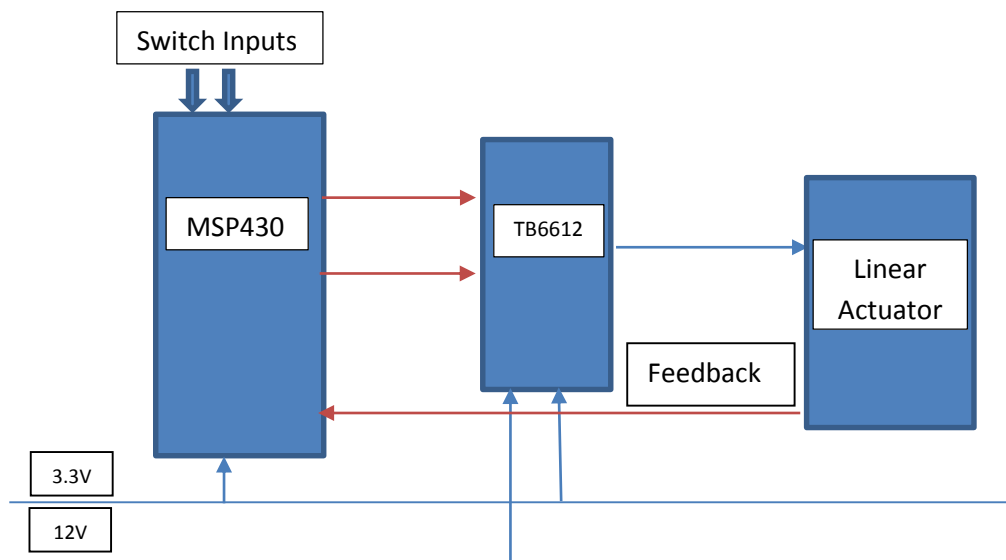 Switch Inputs
MSP430
TB6612
Linear
Actuator
Feedback
3.3V
12V